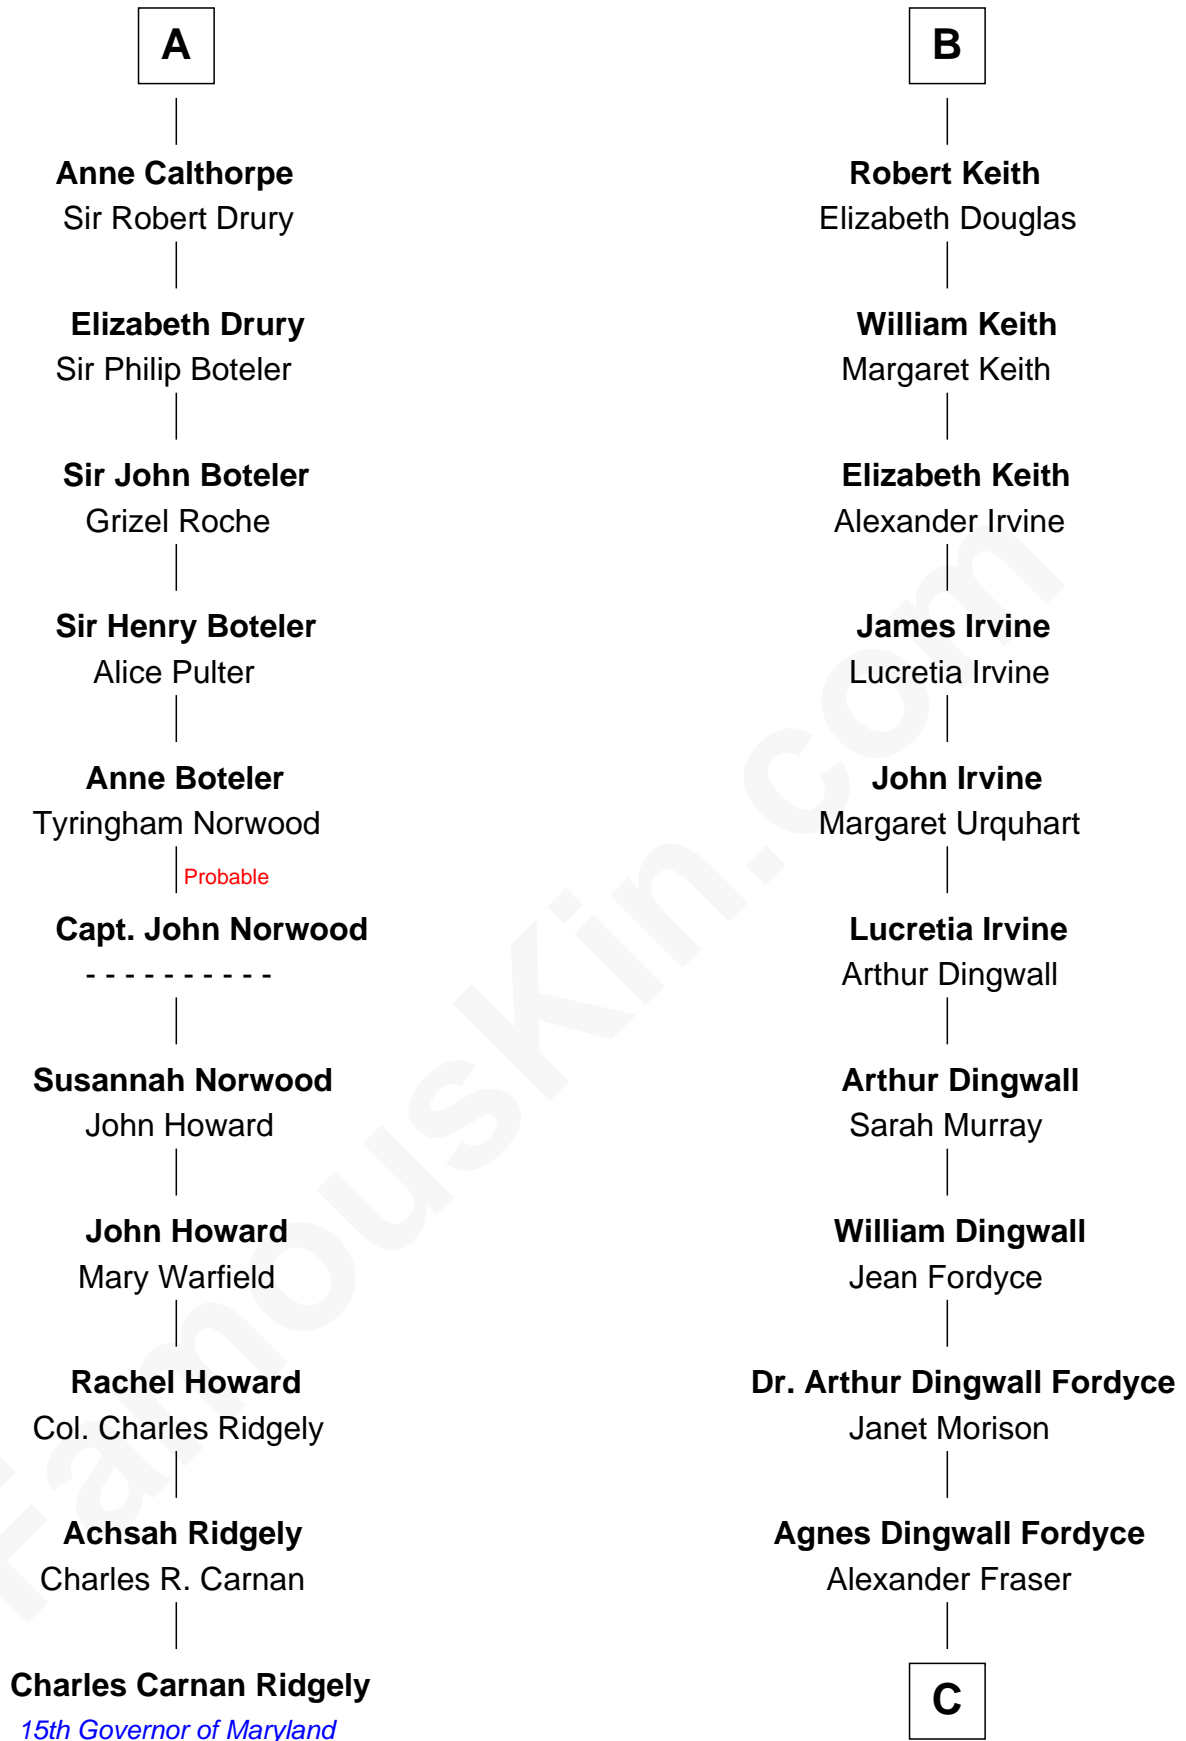 A
Anne Calthorpe
Sir Robert Drury
Elizabeth Drury
Sir Philip Boteler
Sir John Boteler
Grizel Roche
Sir Henry Boteler
Alice Pulter
Anne Boteler
Tyringham Norwood
Probable
Capt. John Norwood
- - - - - - - - - -
Susannah Norwood
John Howard
John Howard
Mary Warfield
Rachel Howard
Col. Charles Ridgely
Achsah Ridgely
Charles R. Carnan
Charles Carnan Ridgely
15th Governor of Maryland
B
Robert Keith
Elizabeth Douglas
William Keith
Margaret Keith
Elizabeth Keith
Alexander Irvine
James Irvine
Lucretia Irvine
John Irvine
Margaret Urquhart
Lucretia Irvine
Arthur Dingwall
Arthur Dingwall
Sarah Murray
William Dingwall
Jean Fordyce
Dr. Arthur Dingwall Fordyce
Janet Morison
Agnes Dingwall Fordyce
Alexander Fraser
C
FamousKin.com